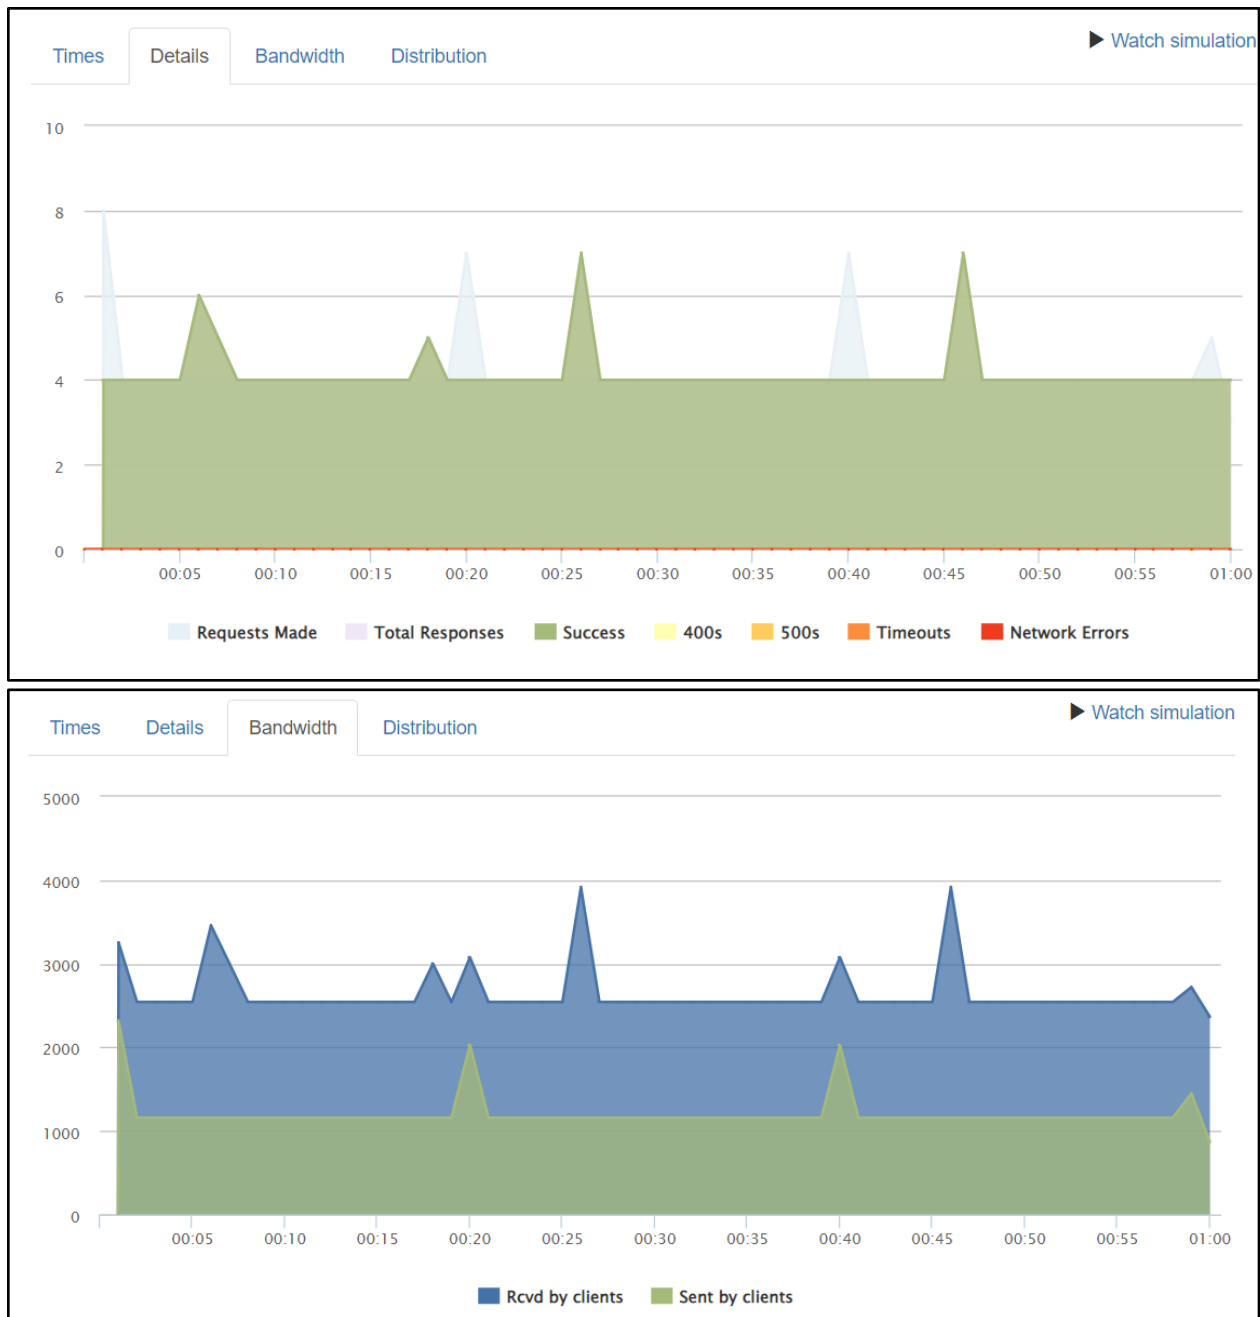 Times Details Bandwidth Distribution ▶ Watch simulation
10
8
6
4
2
0
00:05 00:10 00:15 00:20 00:25 00:30 00:35 00:40 00:45 00:50 00:55 01:00
Requests Made Total Responses Success 400s 500s Timeouts Network Errors
Times Details Bandwidth Distribution ▶ Watch simulation
5000
4000
3000
2000
1000
0
00:05 00:10 00:15 00:20 00:25 00:30 00:35 00:40 00:45 00:50 00:55 01:00
Rcvd by clients Sent by clients